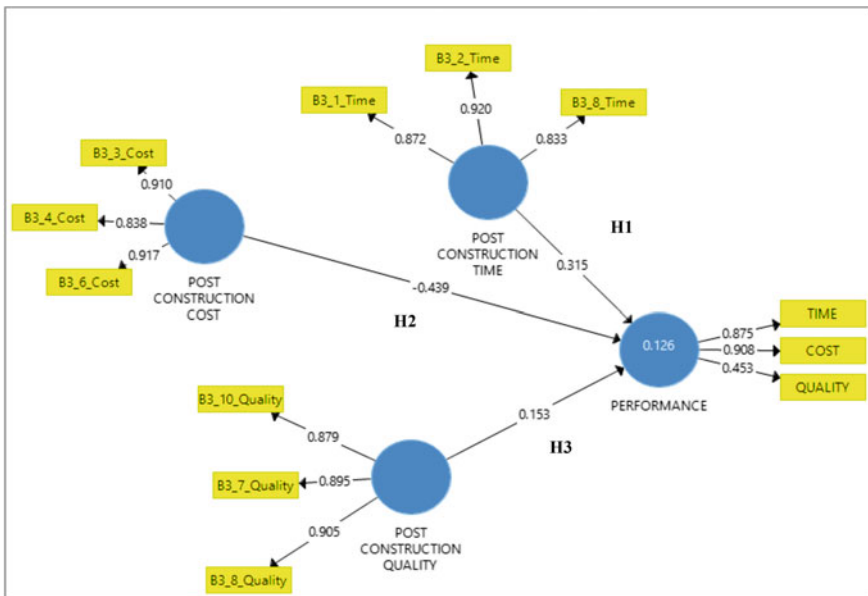 B3_2_Time
B3_1_Time
B3_8_Time
0.920
0.872
0.833
B3_3_Cost
0.910
B3_4_Cost
0.838
0.917
B3_6_Cost
POST
CONSTRUCTION
COST
POST
CONSTRUCTION
TIME
H1
0.315
-0.439
H2
0.126
PERFORMANCE
0.875
TIME
0.908
COST
0.453
QUALITY
0.153
H3
B3_10_Quality
0.879
B3_7_Quality
0.895
0.905
B3_8_Quality
POST
CONSTRUCTION
QUALITY